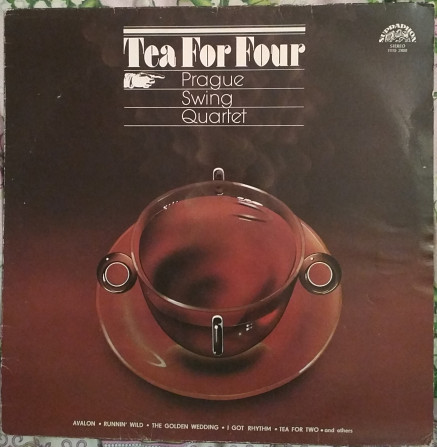 Tea For Four
Prague
Swing
Quartet
SUPRAPHON
STEREO
AVALON • RUNNIN' WILD • THE GOLDEN WEDDING • I GOT RHYTHM • TEA FOR TWO • and others